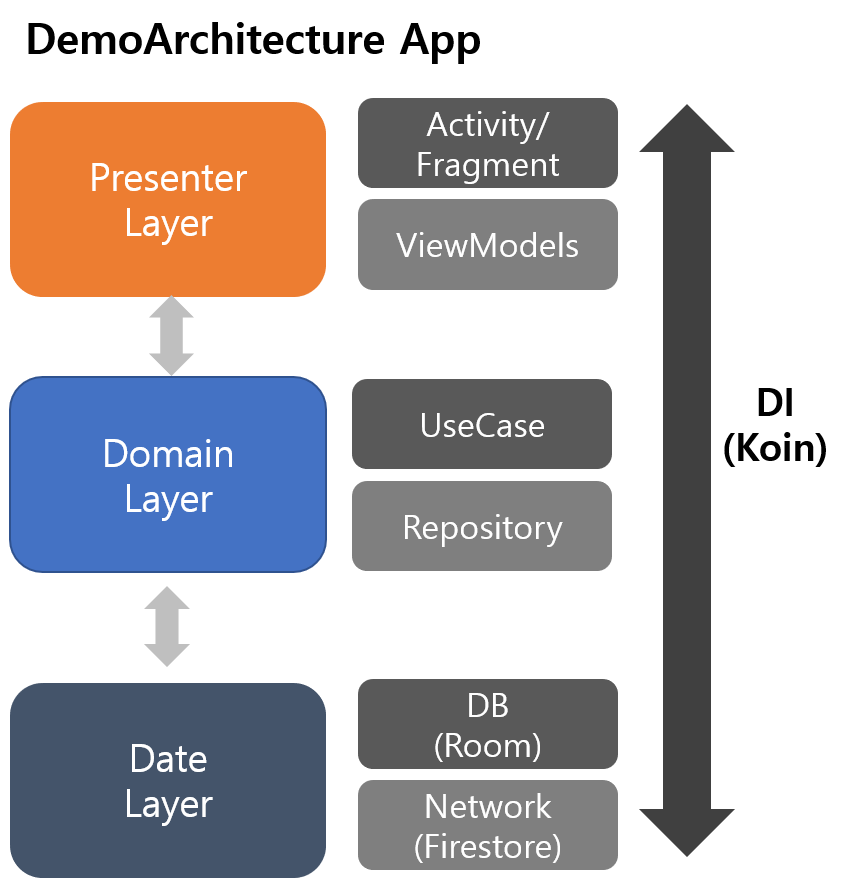 DemoArchitecture App
Presenter
Layer
Activity/
Fragment
ViewModels
Domain
Layer
UseCase
Repository
DI
(Koin)
Date
Layer
DB
(Room)
Network
(Firestore)